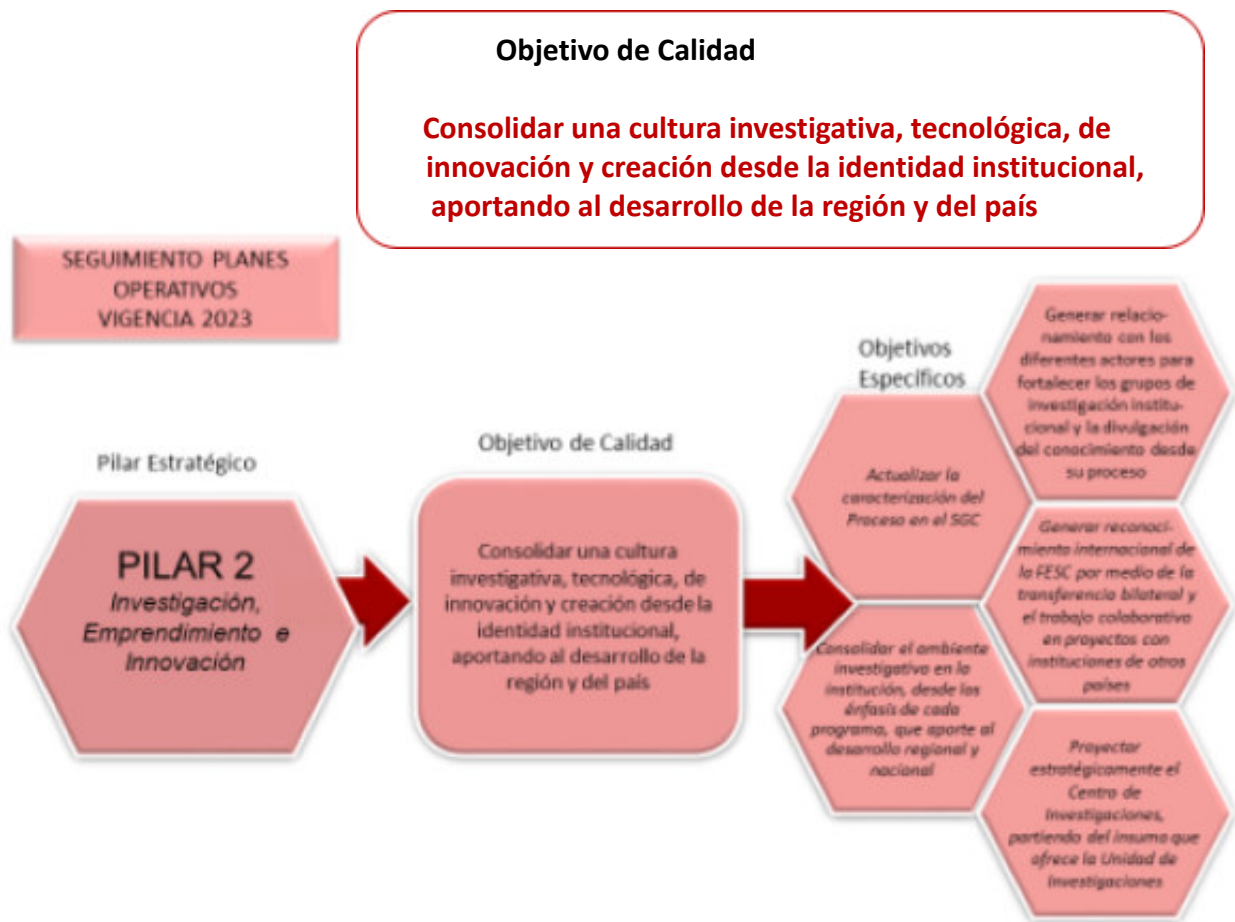 Objetivo de Calidad
Consolidar una cultura investigativa, tecnológica, de
innovación y creación desde la identidad institucional,
aportando al desarrollo de la región y del país
SEGUIMIENTO PLANES
OPERATIVOS
VIGENCIA 2023
Pilar Estratégico
PILAR 2
Investigación,
Emprendimiento e
Innovación
Objetivo de Calidad
Consolidar una cultura
investigativa, tecnológica, de
innovación y creación desde la
identidad institucional,
aportando al desarrollo de la
región y del país
Objetivos
Específicos
Actualizar la
caracterización del
Proceso en el SGC
Consolidar el ambiente
investigativo en la
institución, desde los
énfasis de cada
programa, que aporte al
desarrollo regional y
nacional
Generar relacio-
namiento con los
diferentes actores para
fortalecer los grupos de
investigación institu-
cional y la divulgación
del conocimiento desde
su proceso
Generar reconoci-
miento internacional de
la FESC por medio de la
transferencia bilateral y
el trabajo colaborativo
en proyectos con
instituciones de otros
países
Proyectar
estratégicamente el
Centro de
Investigaciones,
partiendo del insumo que
ofrece la Unidad de
Investigaciones